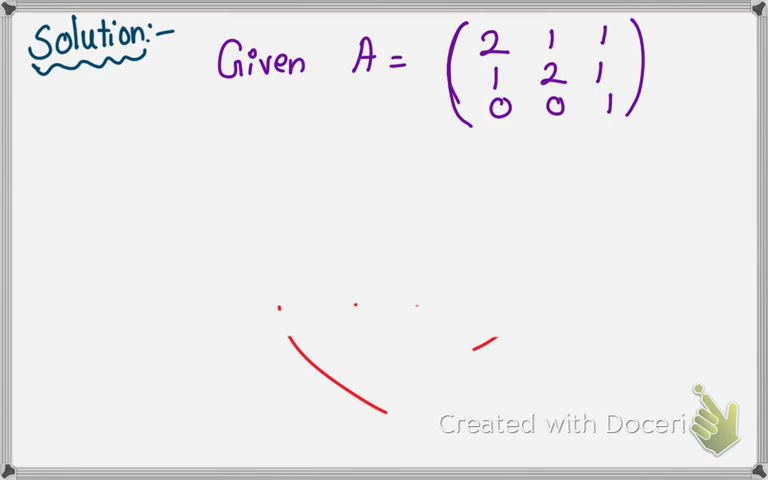 Solution:-
Given A = ( 2 1 1
1 2 1
0 0 1 )
Created with Doceri